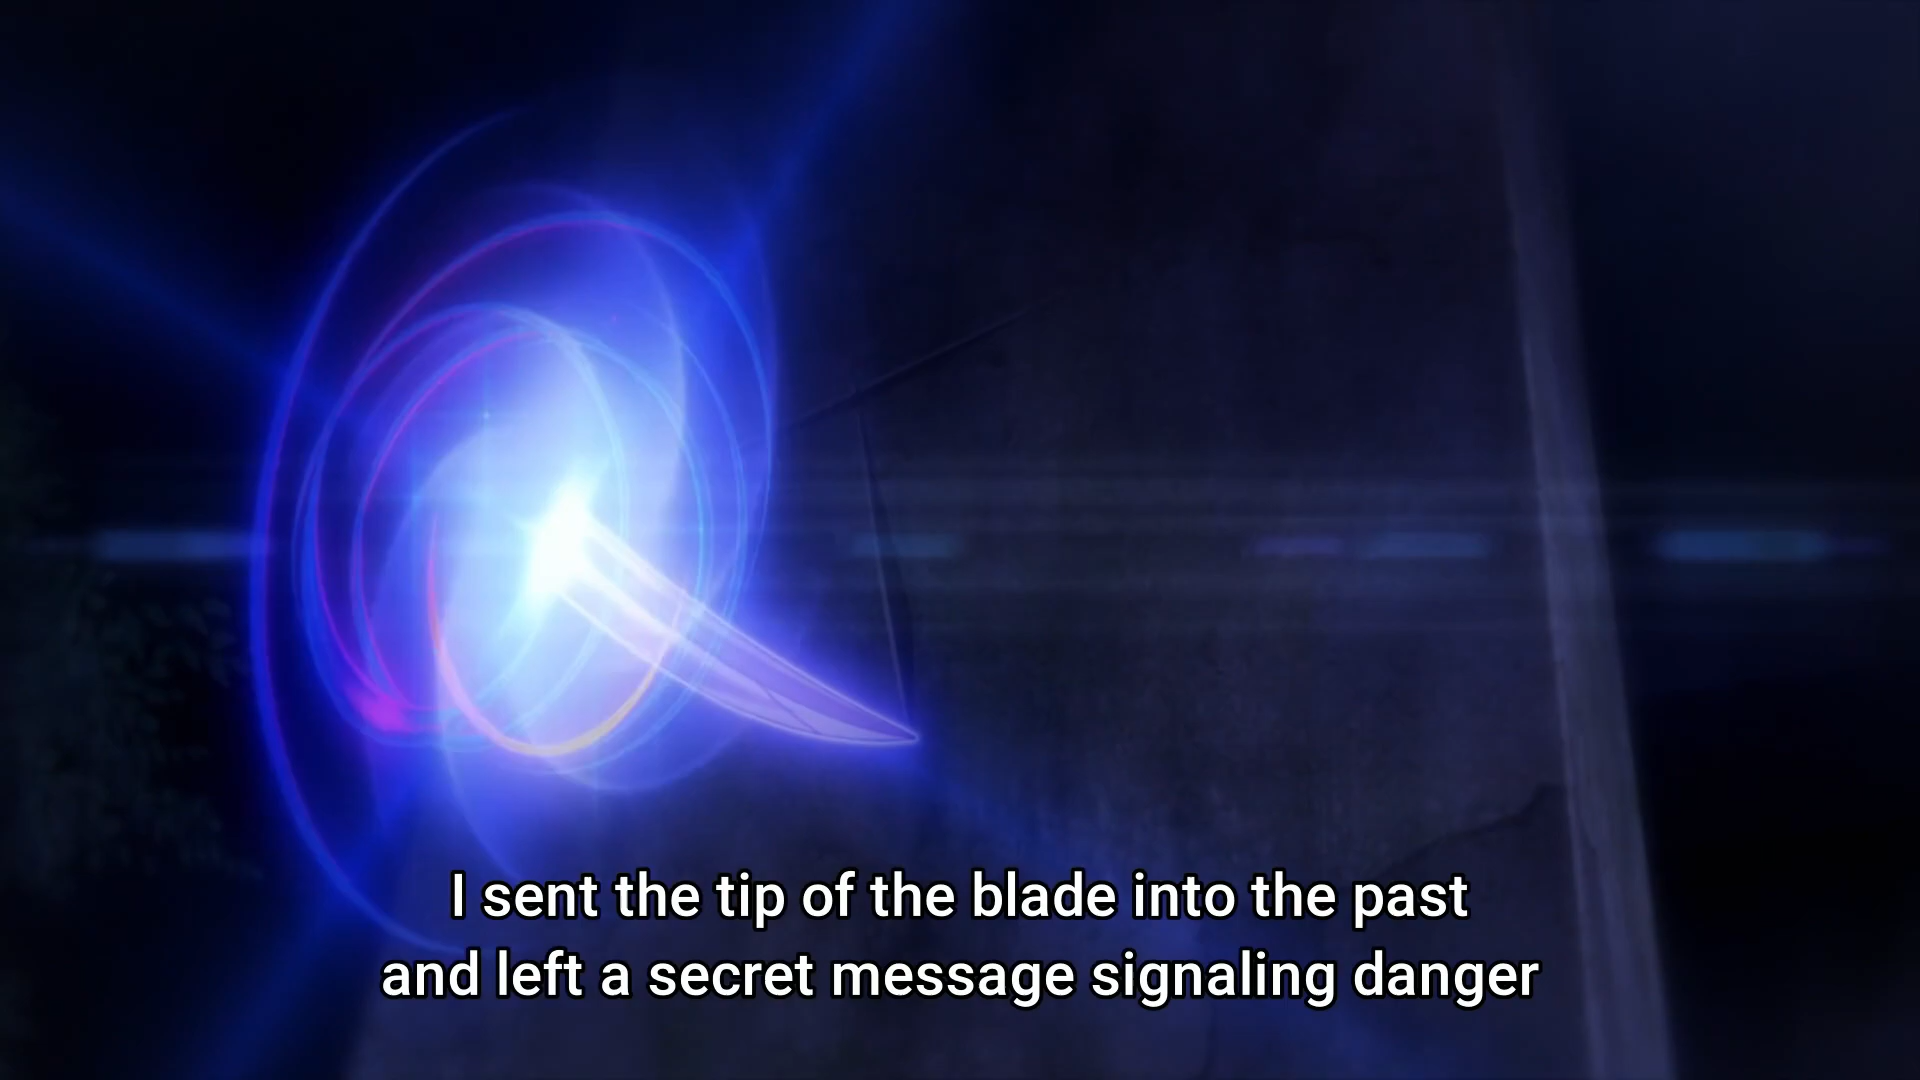 I sent the tip of the blade into the past
and left a secret message signaling danger